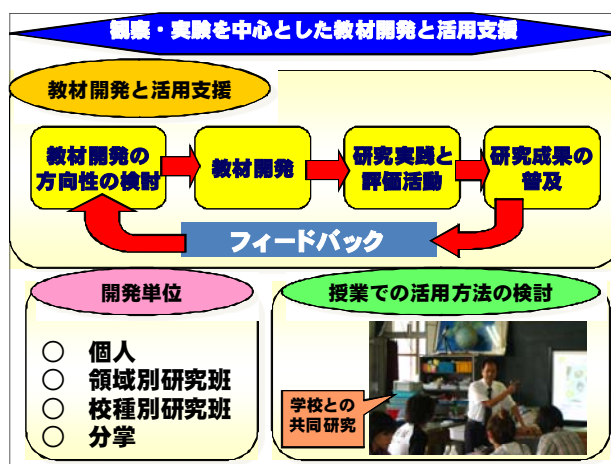 観察・実験を中心とした教材開発と活用支援
教材開発と活用支援
教材開発の
方向性の検討
教材開発
研究実践と
評価活動
研究成果の
普及
フィードバック
開発単位
○ 個人
○ 領域別研究班
○ 校種別研究班
○ 分掌
授業での活用方法の検討
学校との
共同研究